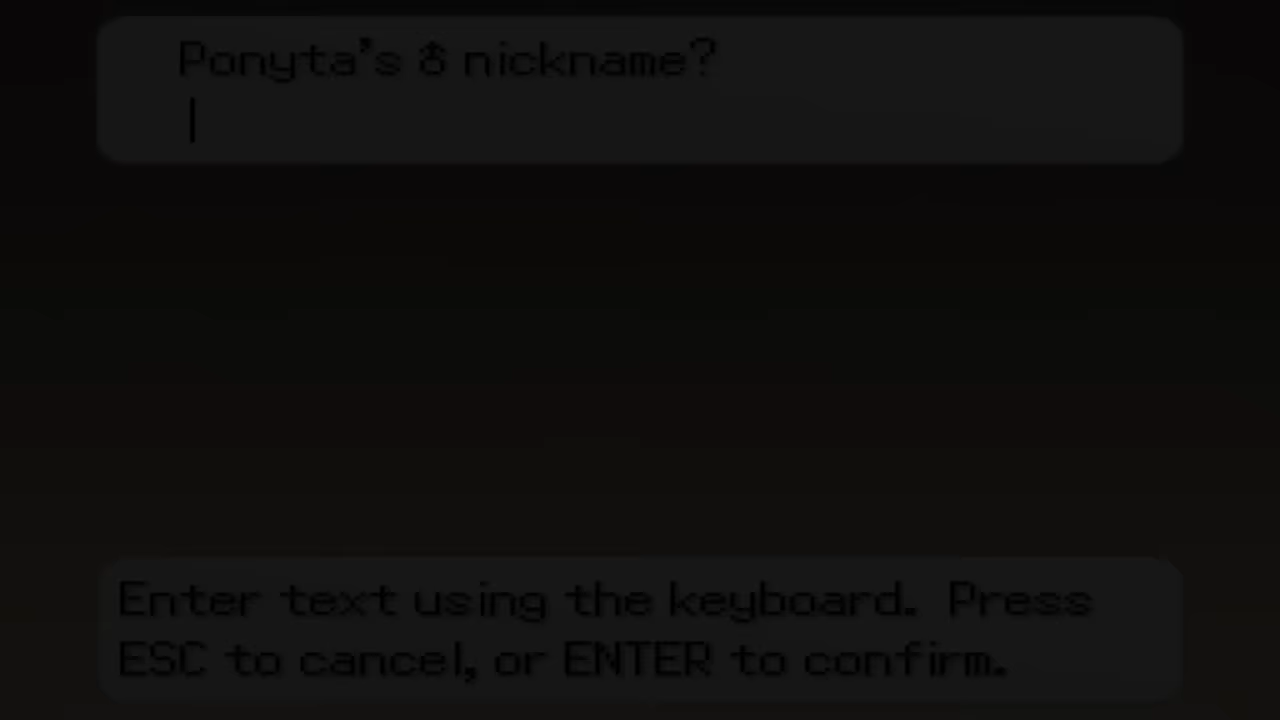 Ponyta's ♂ nickname?
Enter text using the keyboard. Press
ESC to cancel, or ENTER to confirm.